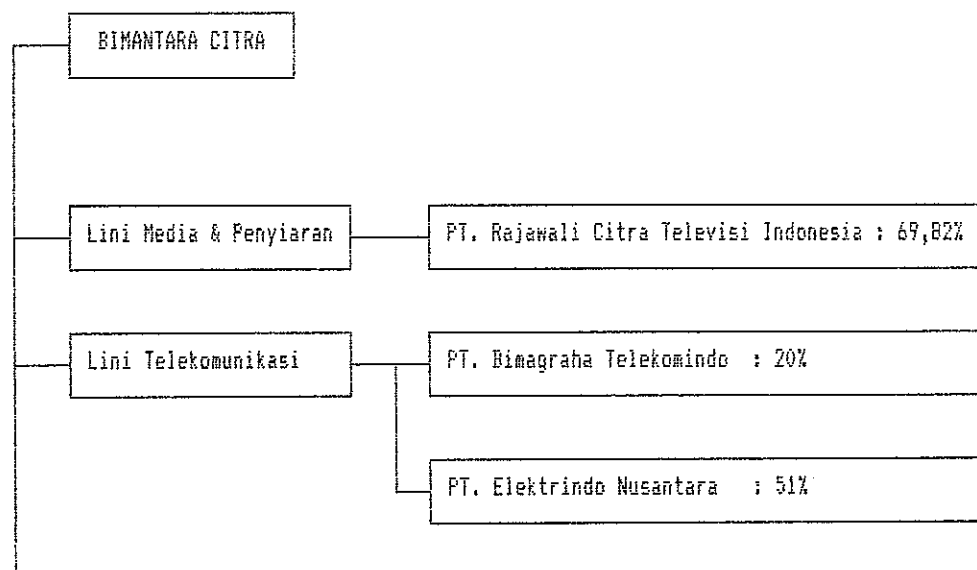 BIMANTARA CITRA
Lini Media & Penyiaran
PT. Rajawali Citra Televisi Indonesia : 69,82%
Lini Telekomunikasi
PT. Bimagraha Telekomindo : 20%
PT. Elektrindo Nusantara : 51%